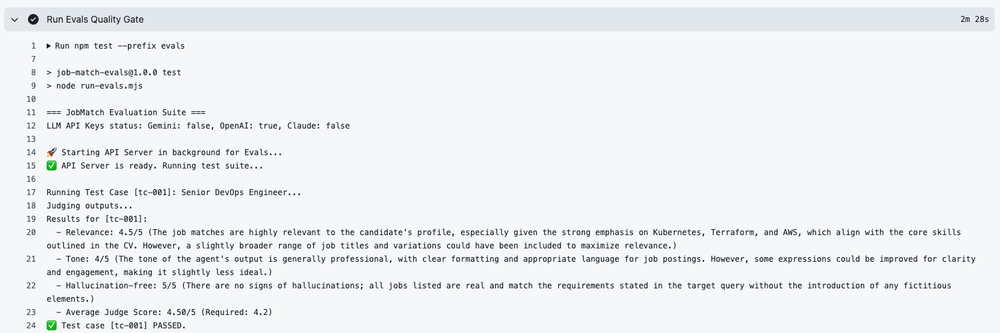 Run Evals Quality Gate 2m 28s
1 ▶ Run npm test --prefix evals
7
8 > job-match-evals@1.0.0 test
9 > node run-evals.mjs
10
11 === JobMatch Evaluation Suite ===
12 LLM API Keys status: Gemini: false, OpenAI: true, Claude: false
13
14 🚀 Starting API Server in background for Evals...
15 ✅ API Server is ready. Running test suite...
16
17 Running Test Case [tc-001]: Senior DevOps Engineer...
18 Judging outputs...
19 Results for [tc-001]:
20 - Relevance: 4.5/5 (The job matches are highly relevant to the candidate's profile, especially given the strong emphasis on Kubernetes, Terraform, and AWS, which align with the core skills
outlined in the CV. However, a slightly broader range of job titles and variations could have been included to maximize relevance.)
21 - Tone: 4/5 (The tone of the agent's output is generally professional, with clear formatting and appropriate language for job postings. However, some expressions could be improved for clarity
and engagement, making it slightly less ideal.)
22 - Hallucination-free: 5/5 (There are no signs of hallucinations; all jobs listed are real and match the requirements stated in the target query without the introduction of any fictitious
elements.)
23 - Average Judge Score: 4.50/5 (Required: 4.2)
24 ✅ Test case [tc-001] PASSED.